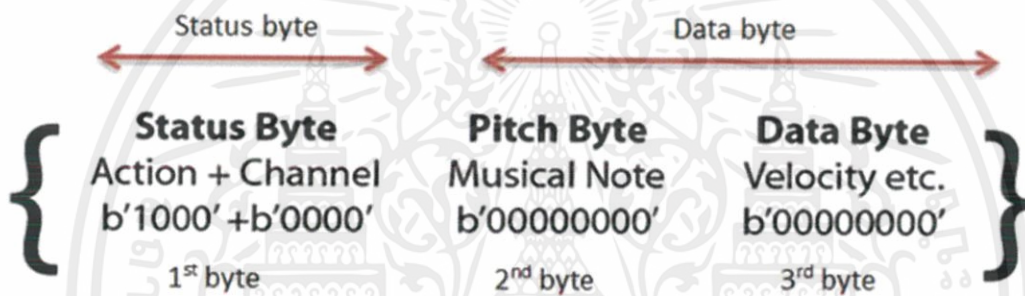 Status byte Data byte
Status Byte Pitch Byte Data Byte
Action + Channel Musical Note Velocity etc.
b'1000' +b'0000' b'00000000' b'00000000'
1st byte 2nd byte 3rd byte